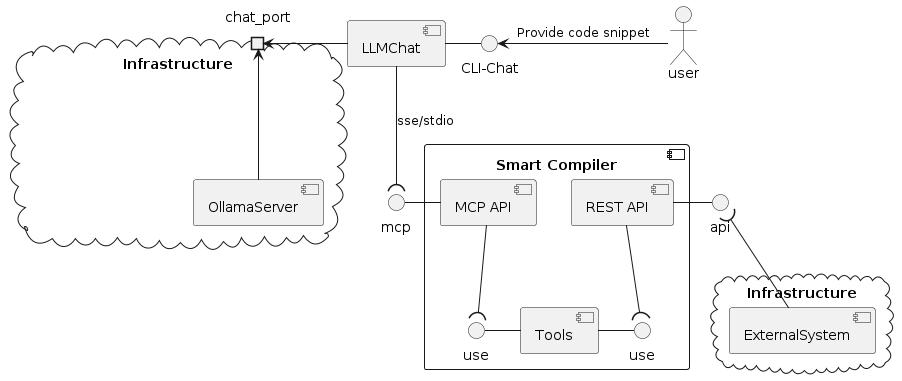 chat_port
LLMChat
Provide code snippet
CLI-Chat
user
Infrastructure
sse/stdio
Smart Compiler
OllamaServer
MCP API
REST API
mcp
api
Infrastructure
Tools
ExternalSystem
use
use